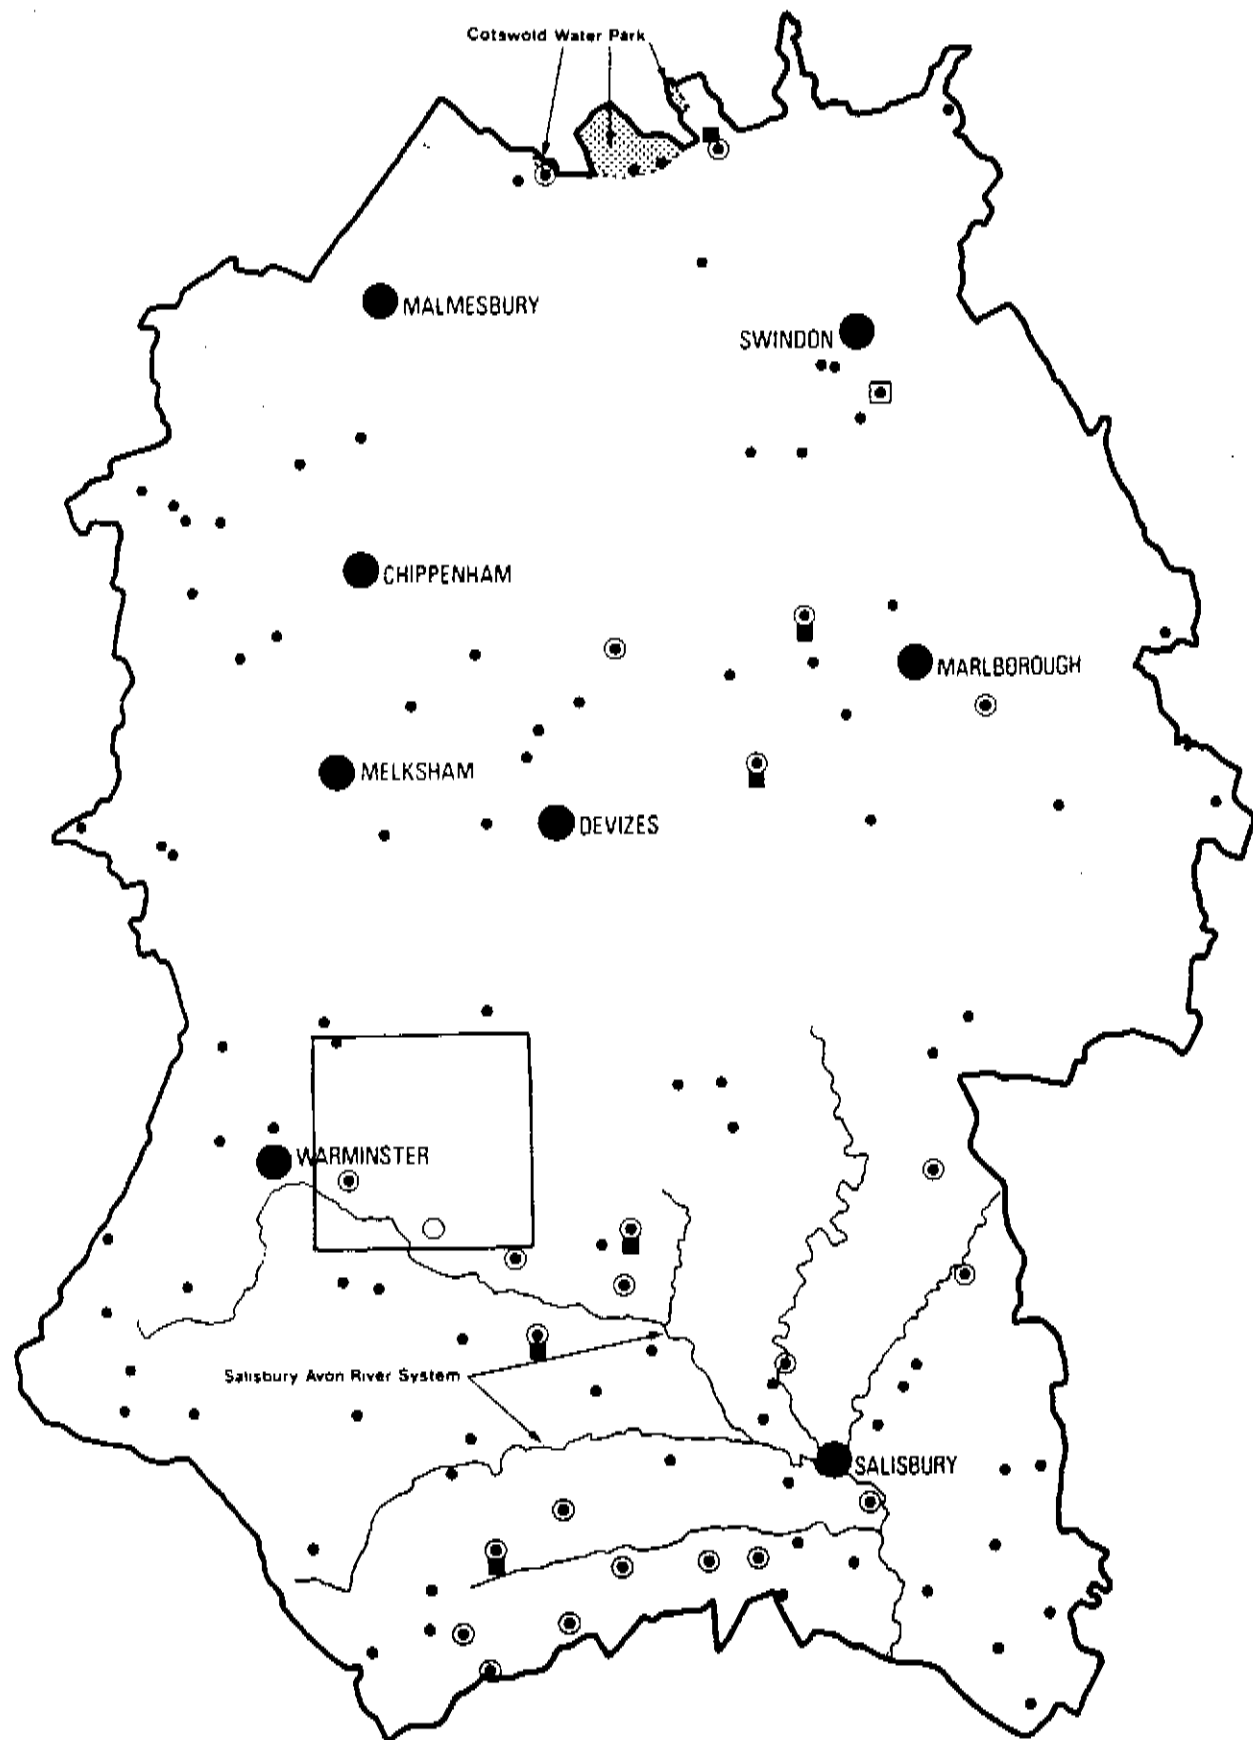 Cotswold Water Park
MALMESBURY
SWINDON
CHIPPENHAM
MARLBOROUGH
MELKSHAM
DEVIZES
WARMINSTER
Salisbury Avon River System
SALISBURY